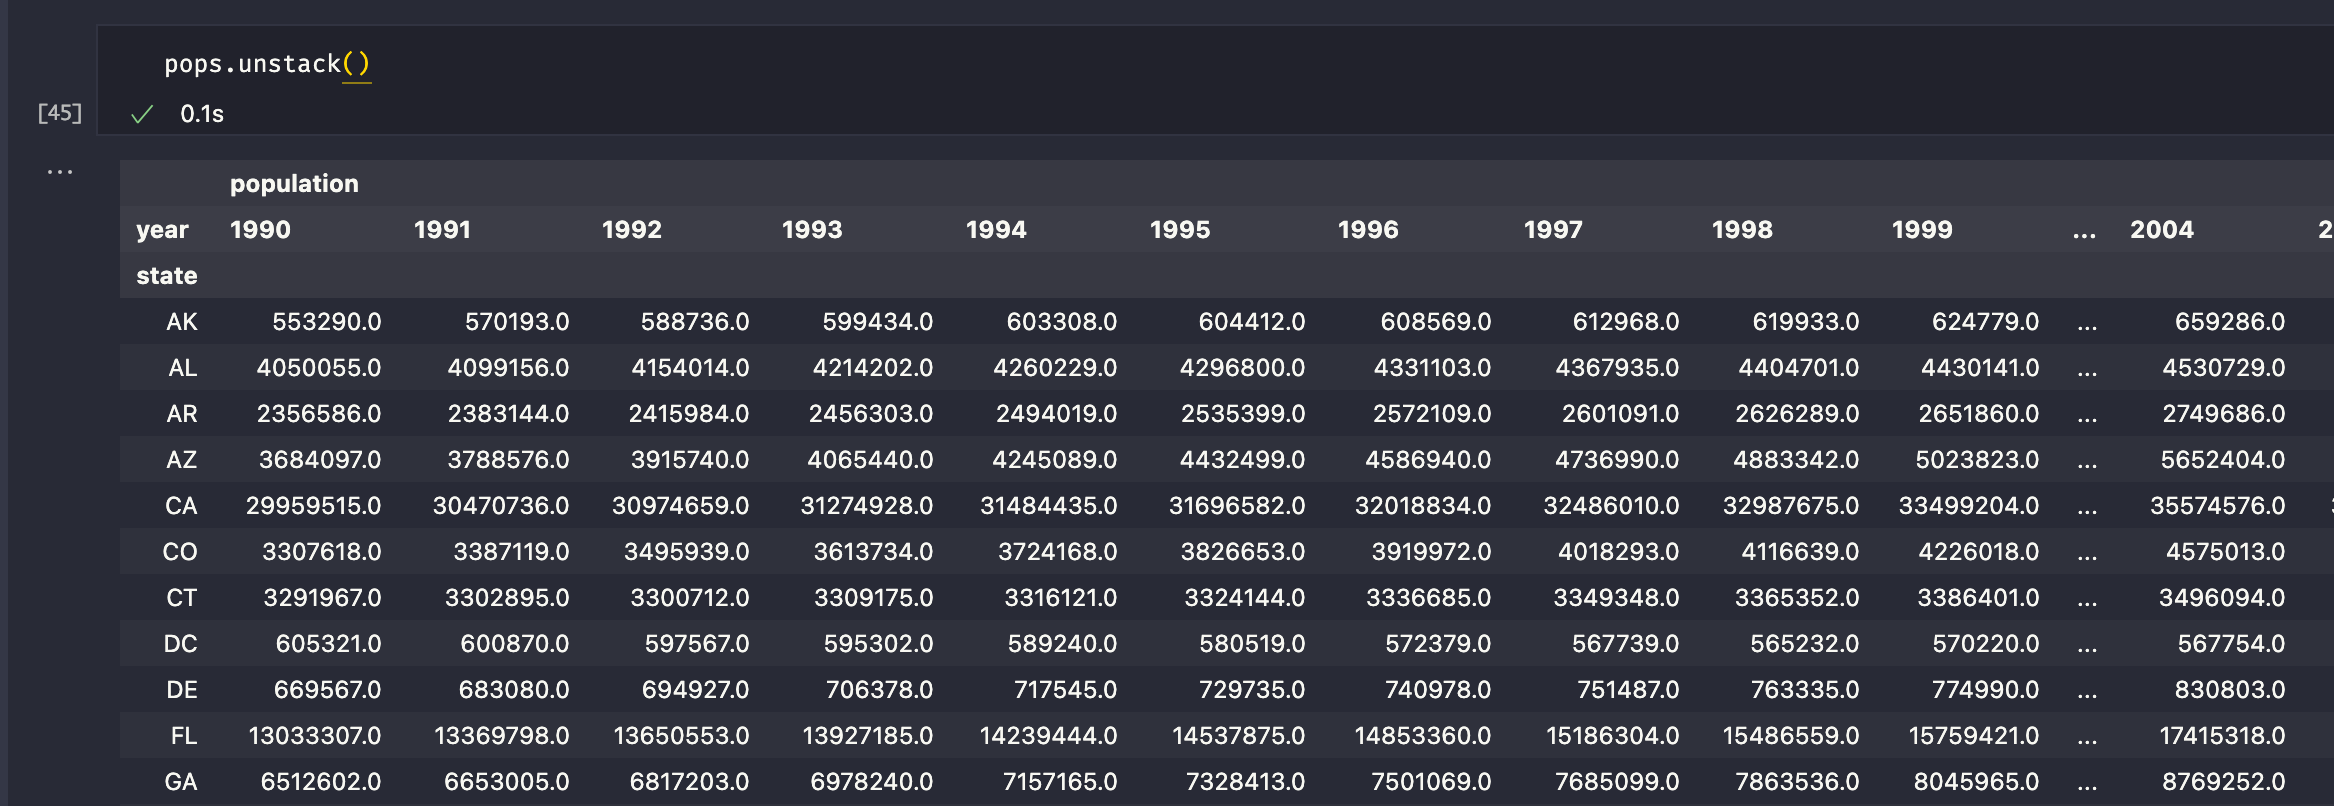 pops.unstack()
[45] 0.1s
...
population
year 1990 1991 1992 1993 1994 1995 1996 1997 1998 1999 ... 2004
state
AK 553290.0 570193.0 588736.0 599434.0 603308.0 604412.0 608569.0 612968.0 619933.0 624779.0 ... 659286.0
AL 4050055.0 4099156.0 4154014.0 4214202.0 4260229.0 4296800.0 4331103.0 4367935.0 4404701.0 4430141.0 ... 4530729.0
AR 2356586.0 2383144.0 2415984.0 2456303.0 2494019.0 2535399.0 2572109.0 2601091.0 2626289.0 2651860.0 ... 2749686.0
AZ 3684097.0 3788576.0 3915740.0 4065440.0 4245089.0 4432499.0 4586940.0 4736990.0 4883342.0 5023823.0 ... 5652404.0
CA 29959515.0 30470736.0 30974659.0 31274928.0 31484435.0 31696582.0 32018834.0 32486010.0 32987675.0 33499204.0 ... 35574576.0
CO 3307618.0 3387119.0 3495939.0 3613734.0 3724168.0 3826653.0 3919972.0 4018293.0 4116639.0 4226018.0 ... 4575013.0
CT 3291967.0 3302895.0 3300712.0 3309175.0 3316121.0 3324144.0 3336685.0 3349348.0 3365352.0 3386401.0 ... 3496094.0
DC 605321.0 600870.0 597567.0 595302.0 589240.0 580519.0 572379.0 567739.0 565232.0 570220.0 ... 567754.0
DE 669567.0 683080.0 694927.0 706378.0 717545.0 729735.0 740978.0 751487.0 763335.0 774990.0 ... 830803.0
FL 13033307.0 13369798.0 13650553.0 13927185.0 14239444.0 14537875.0 14853360.0 15186304.0 15486559.0 15759421.0 ... 17415318.0
GA 6512602.0 6653005.0 6817203.0 6978240.0 7157165.0 7328413.0 7501069.0 7685099.0 7863536.0 8045965.0 ... 8769252.0